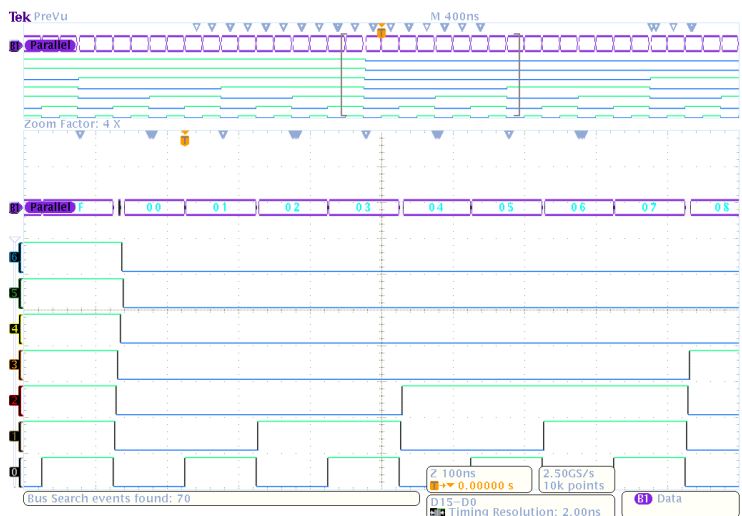 Tek PreVu M 400ns
B1 Parallel
Zoom Factor: 4 X
T
B1 Parallel F 00 01 02 03 04 05 06 07 08
6
5
4
3
2
1
0
Z 100ns
T 0.00000 s
2.50GS/s
10k points
Bus Search events found: 70
D15-D0
Timing Resolution: 2.00ns
B1 Data